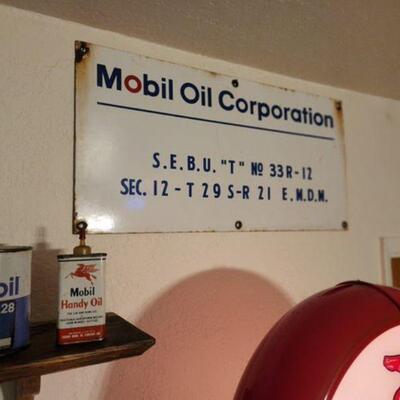 Mobil Oil Corporation
S.E.B.U. "T" Nº 33R-12
SEC. 12-T 29 S-R 21 E.M.D.M.
bil
28
Mobil
Handy Oil